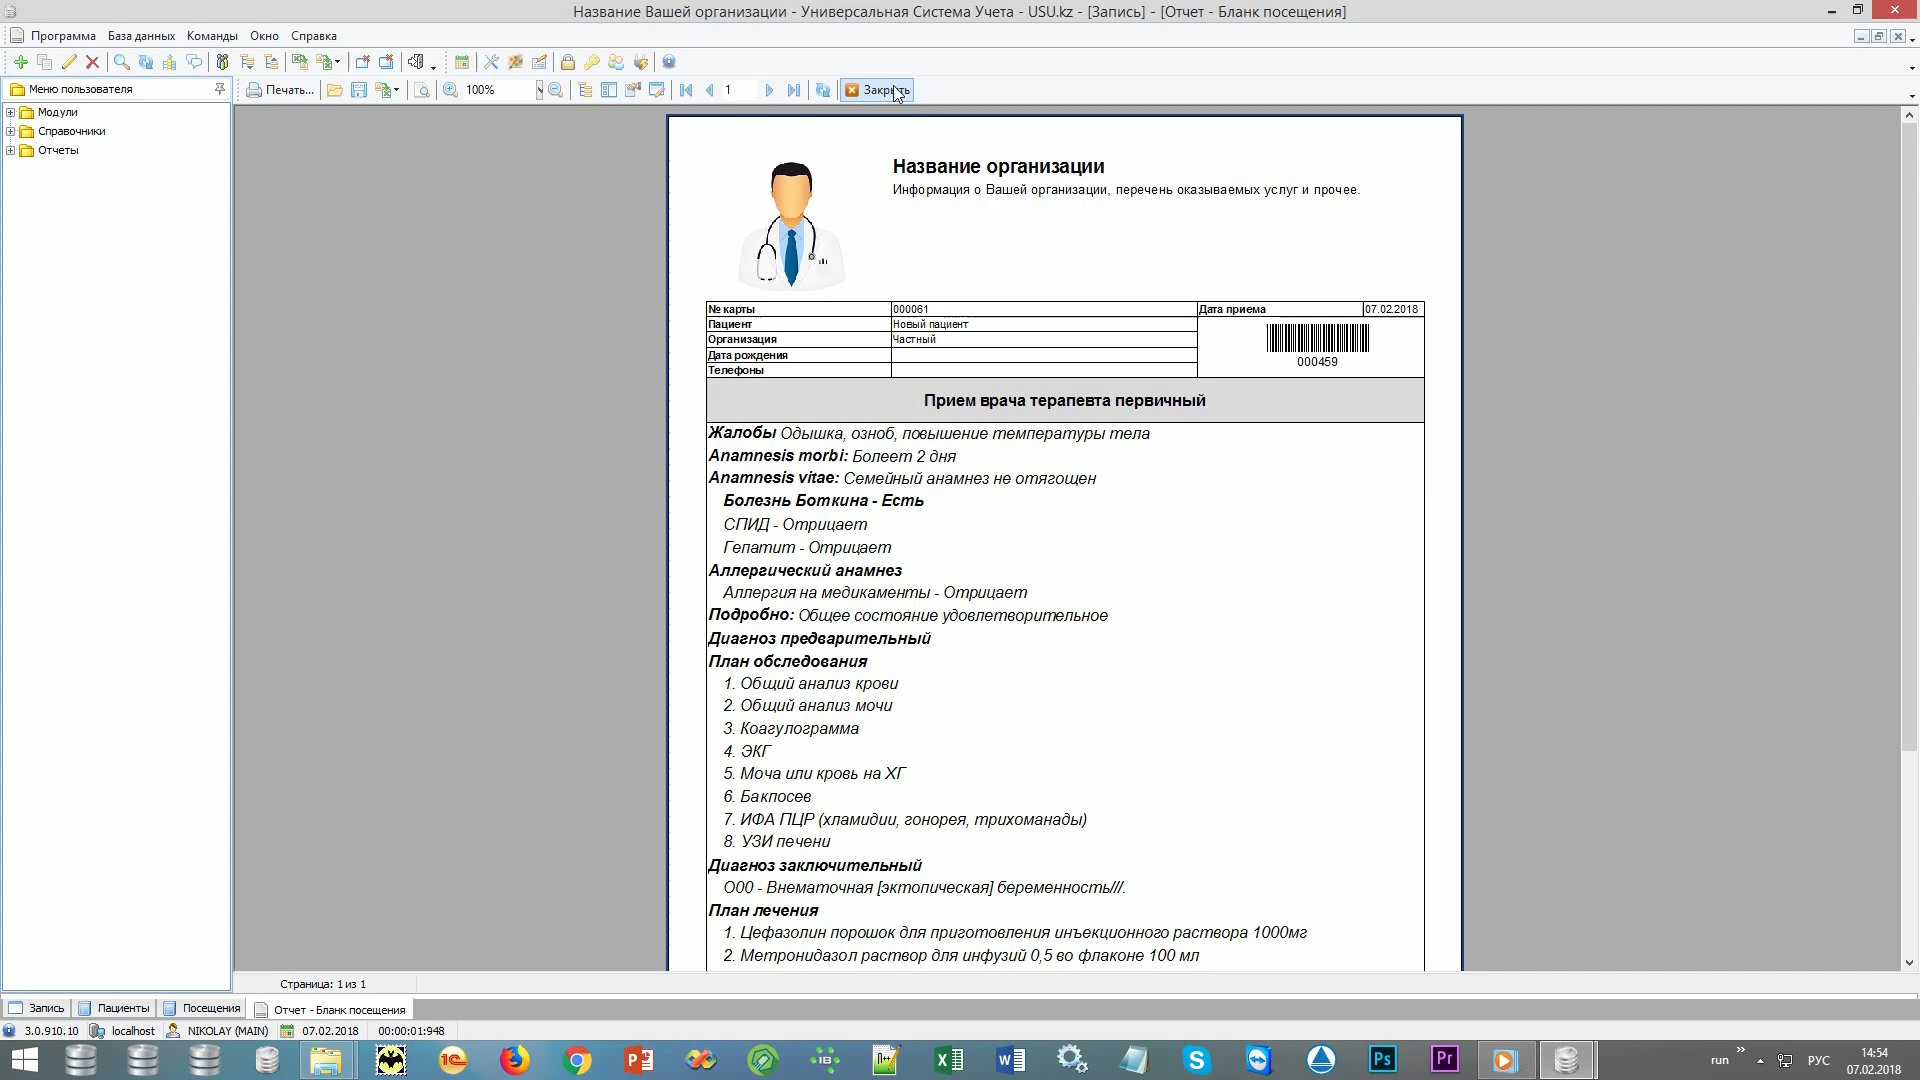 Название Вашей организации - Универсальная Система Учета - USU.kz - [Запись] - [Отчет - Бланк посещения]
Программа База данных Команды Окно Справка
Меню пользователя
Печать... 100% 1 Закрыть
Модули
Справочники
Отчеты
Название организации
Информация о Вашей организации, перечень оказываемых услуг и прочее.
№ карты 000061 Дата приема 07.02.2018
Пациент Новый пациент
Организация Частный
Дата рождения
000459
Телефоны
Прием врача терапевта первичный
Жалобы Одышка, озноб, повышение температуры тела
Anamnesis morbi: Болеет 2 дня
Anamnesis vitae: Семейный анамнез не отягощен
Болезнь Боткина - Есть
СПИД - Отрицает
Гепатит - Отрицает
Аллергический анамнез
Аллергия на медикаменты - Отрицает
Подробно: Общее состояние удовлетворительное
Диагноз предварительный
План обследования
1. Общий анализ крови
2. Общий анализ мочи
3. Коагулограмма
4. ЭКГ
5. Моча или кровь на ХГ
6. Бакпосев
7. ИФА ПЦР (хламидии, гонорея, трихоманады)
8. УЗИ печени
Диагноз заключительный
O00 - Внематочная [эктопическая] беременность///.
План лечения
1. Цефазолин порошок для приготовления инъекционного раствора 1000мг
2. Метронидазол раствор для инфузий 0,5 во флаконе 100 мл
Страница: 1 из 1
Запись Пациенты Посещения Отчет - Бланк посещения
3.0.910.10 localhost NIKOLAY (MAIN) 07.02.2018 00:00:01:948
run РУС 14:54
07.02.2018